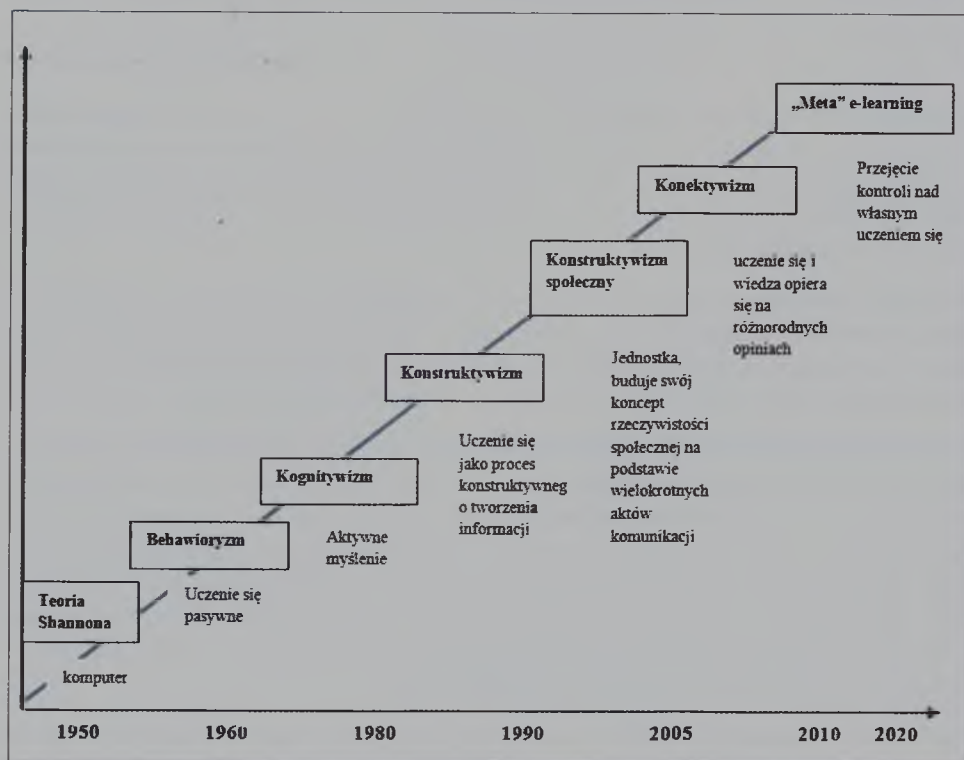 „Meta” e-learning
Przejęcie
kontroli nad
własnym
uczeniem się
Konektywizm
uczenie się i
wiedza opiera
się na
różnorodnych
opiniach
Konstruktywizm
społeczny
Jednostka,
buduje swój
koncept
rzeczywistości
społecznej na
podstawie
wielokrotnych
aktów
komunikacji
Konstruktywizm
Uczenie się
jako proces
konstruktywneg
o tworzenia
informacji
Kognitywizm
Aktywne
myślenie
Behawioryzm
Uczenie się
pasywne
Teoria
Shannona
komputer
1950 1960 1980 1990 2005 2010 2020